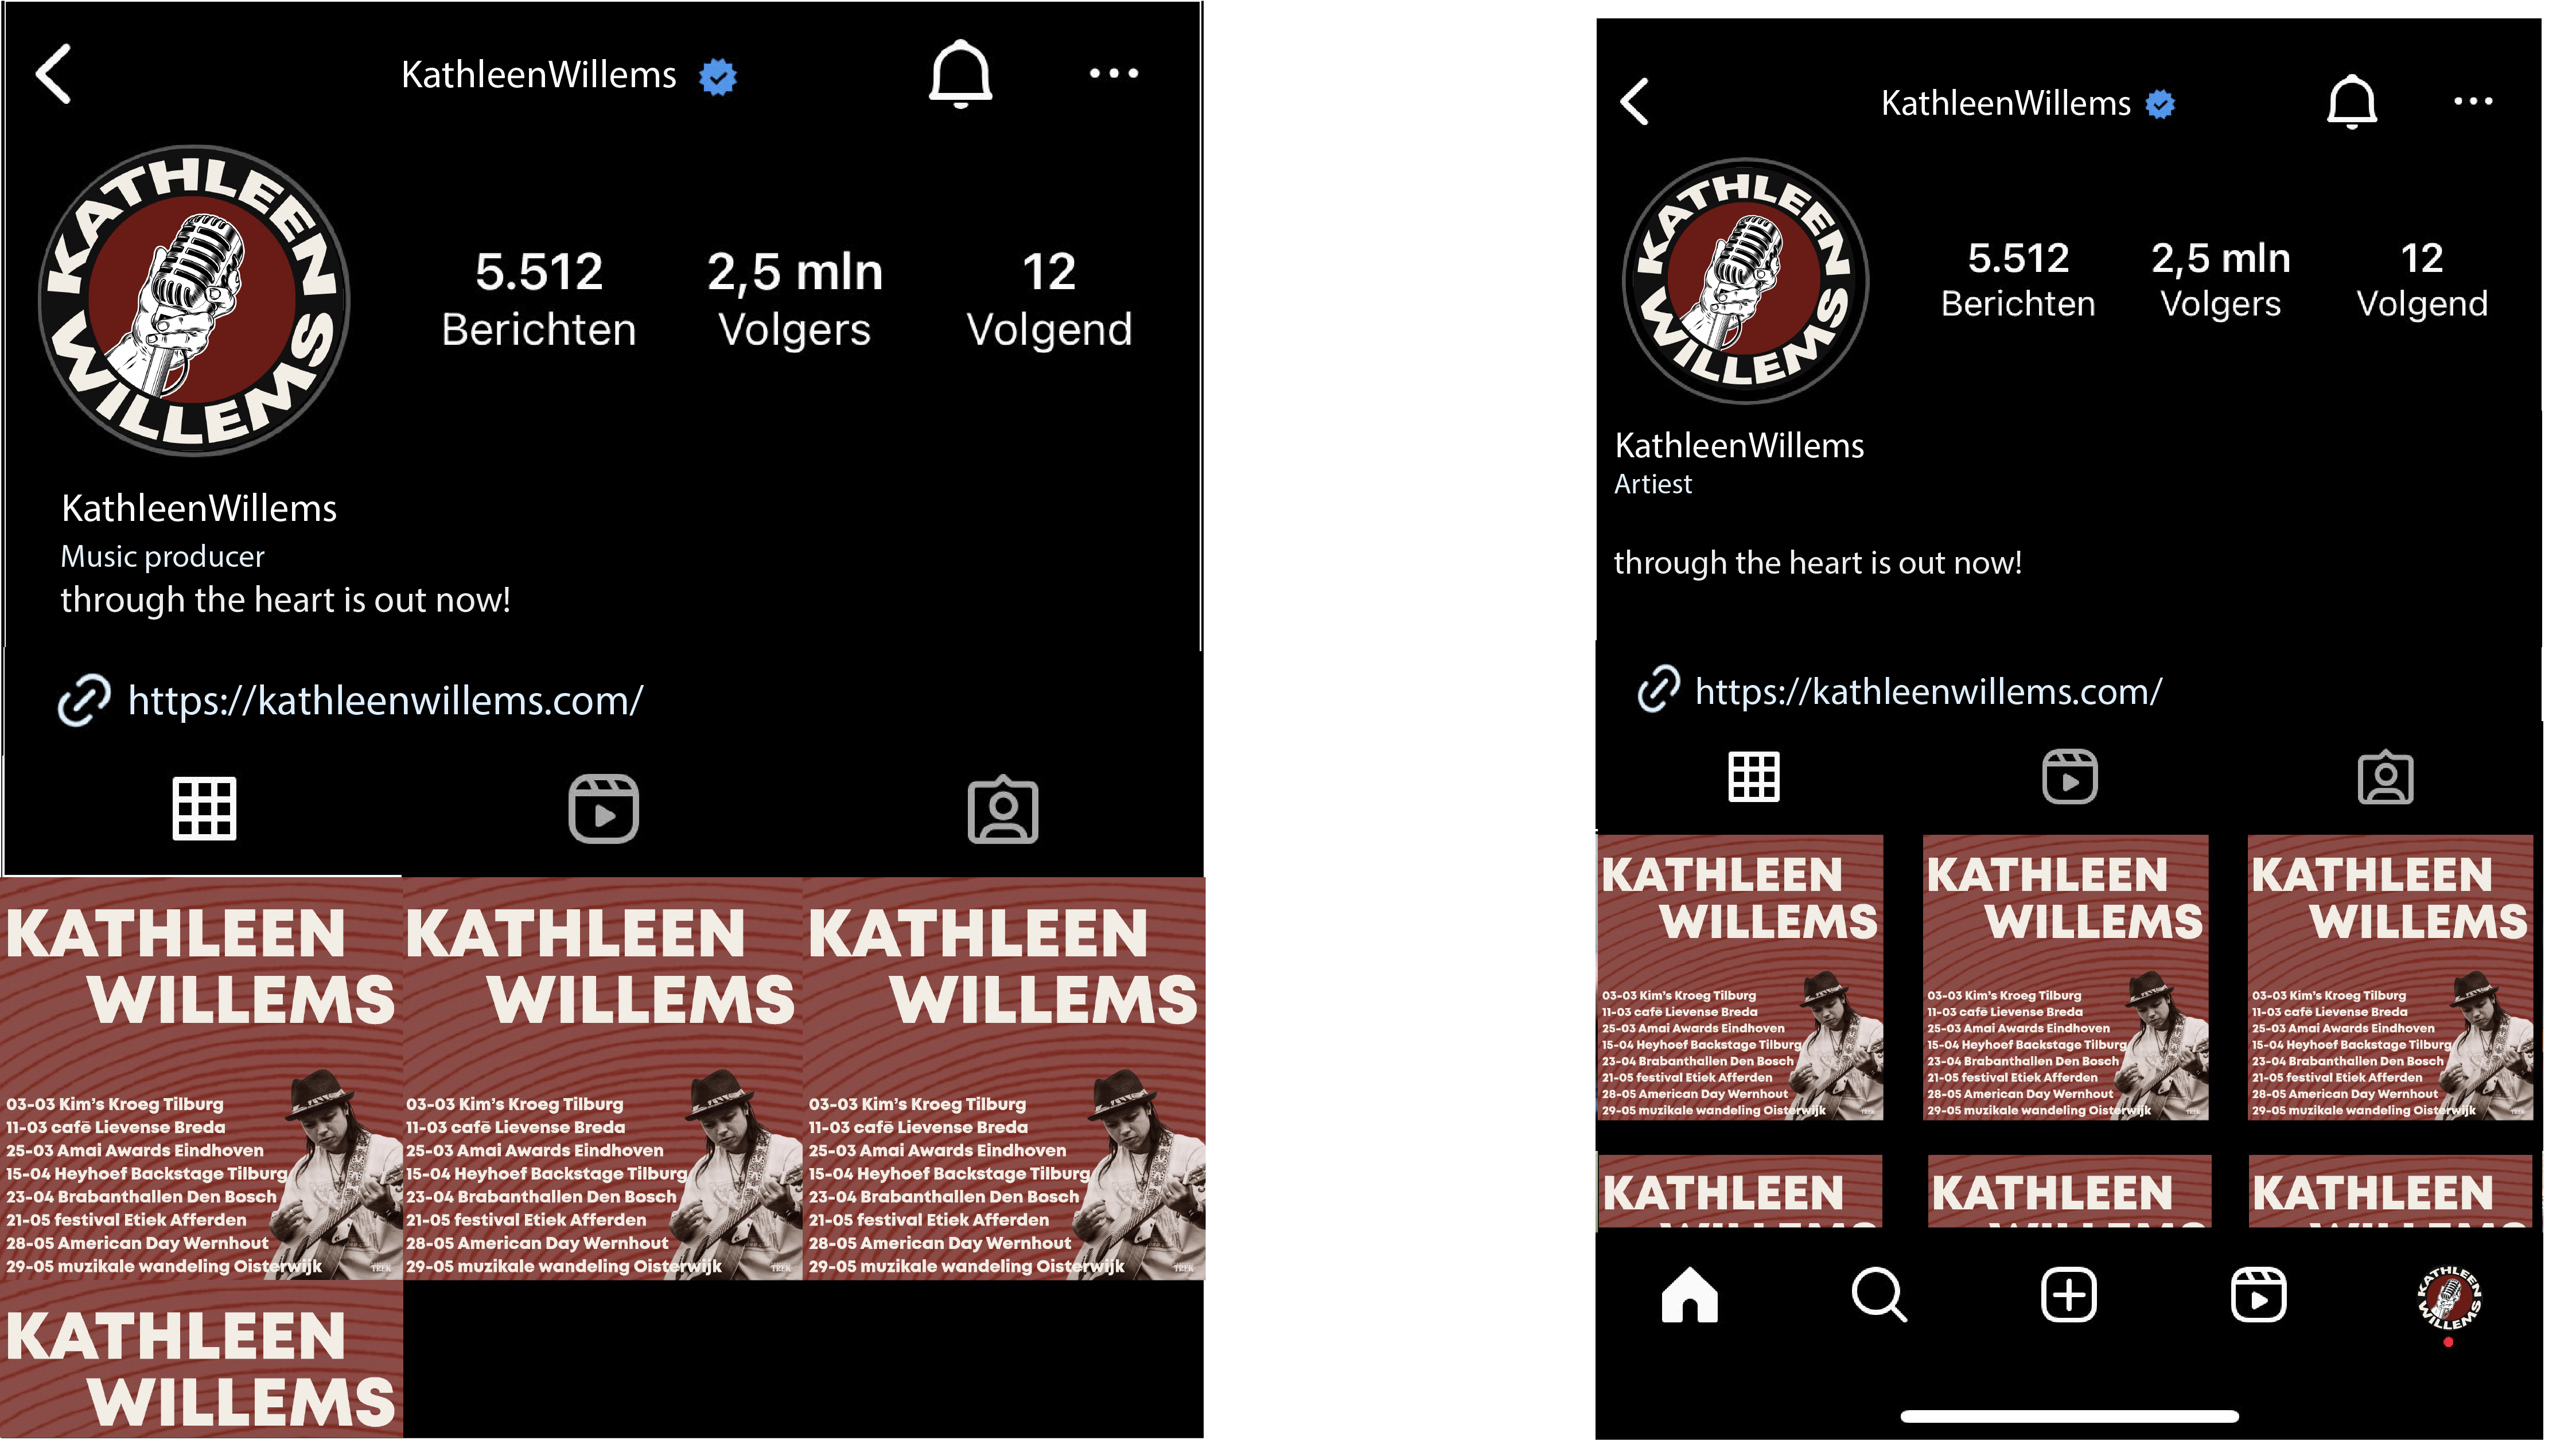 KathleenWillems
KATHLEEN WILLEMS
5.512 2,5 mln 12
Berichten Volgers Volgend
KathleenWillems
Music producer
through the heart is out now!
https://kathleenwillems.com/
KATHLEEN
WILLEMS
03-03 Kim's Kroeg Tilburg
11-03 cafē Lievense Breda
25-03 Amai Awards Eindhoven
15-04 Heyhoef Backstage Tilburg
23-04 Brabanthallen Den Bosch
21-05 festival Etiek Afferden
28-05 American Day Wernhout
29-05 muzikale wandeling Oisterwijk
TREK
KATHLEEN
WILLEMS
03-03 Kim's Kroeg Tilburg
11-03 cafē Lievense Breda
25-03 Amai Awards Eindhoven
15-04 Heyhoef Backstage Tilburg
23-04 Brabanthallen Den Bosch
21-05 festival Etiek Afferden
28-05 American Day Wernhout
29-05 muzikale wandeling Oisterwijk
TREK
KATHLEEN
WILLEMS
03-03 Kim's Kroeg Tilburg
11-03 cafē Lievense Breda
25-03 Amai Awards Eindhoven
15-04 Heyhoef Backstage Tilburg
23-04 Brabanthallen Den Bosch
21-05 festival Etiek Afferden
28-05 American Day Wernhout
29-05 muzikale wandeling Oisterwijk
TREK
KATHLEEN
WILLEMS
KathleenWillems
KATHLEEN WILLEMS
5.512 2,5 mln 12
Berichten Volgers Volgend
KathleenWillems
Artiest
through the heart is out now!
https://kathleenwillems.com/
KATHLEEN
WILLEMS
03-03 Kim's Kroeg Tilburg
11-03 cafē Lievense Breda
25-03 Amai Awards Eindhoven
15-04 Heyhoef Backstage Tilburg
23-04 Brabanthallen Den Bosch
21-05 festival Etiek Afferden
28-05 American Day Wernhout
29-05 muzikale wandeling Oisterwijk
KATHLEEN
WILLEMS
03-03 Kim's Kroeg Tilburg
11-03 cafē Lievense Breda
25-03 Amai Awards Eindhoven
15-04 Heyhoef Backstage Tilburg
23-04 Brabanthallen Den Bosch
21-05 festival Etiek Afferden
28-05 American Day Wernhout
29-05 muzikale wandeling Oisterwijk
KATHLEEN
WILLEMS
03-03 Kim's Kroeg Tilburg
11-03 cafē Lievense Breda
25-03 Amai Awards Eindhoven
15-04 Heyhoef Backstage Tilburg
23-04 Brabanthallen Den Bosch
21-05 festival Etiek Afferden
28-05 American Day Wernhout
29-05 muzikale wandeling Oisterwijk
KATHLEEN
KATHLEEN
KATHLEEN
KATHLEEN WILLEMS